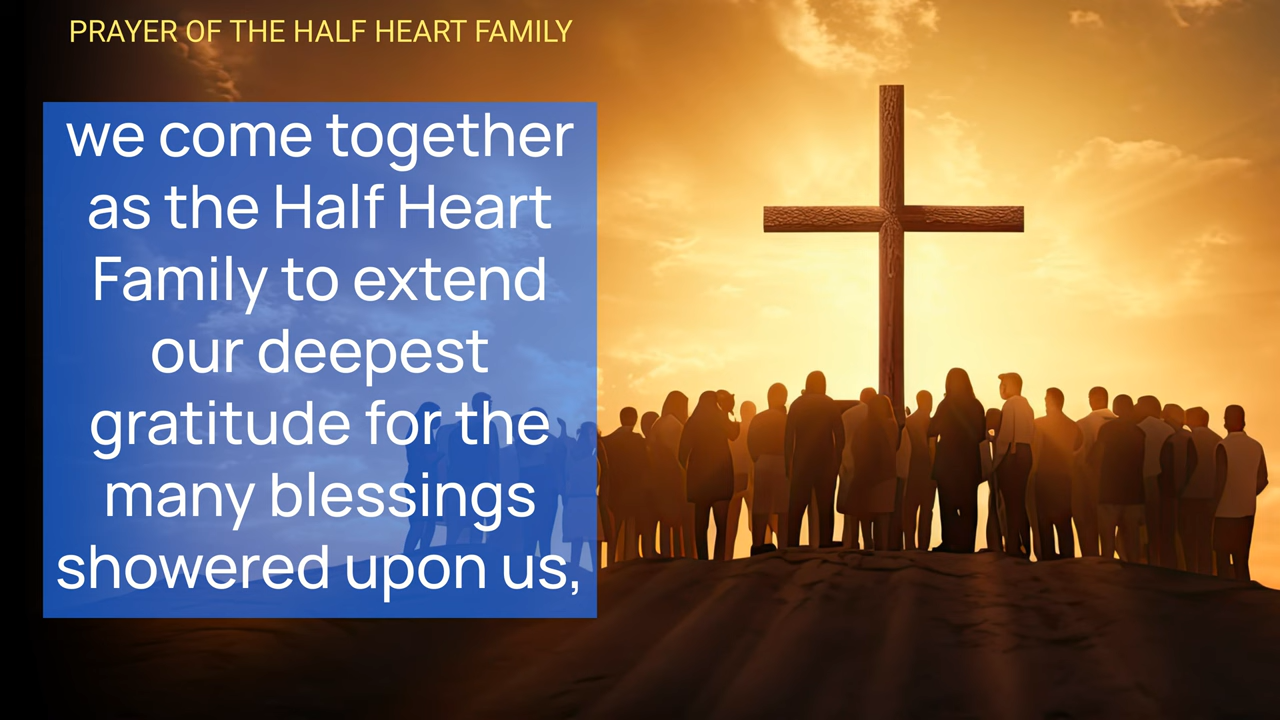 PRAYER OF THE HALF HEART FAMILY
we come together
as the Half Heart
Family to extend
our deepest
gratitude for the
many blessings
showered upon us,